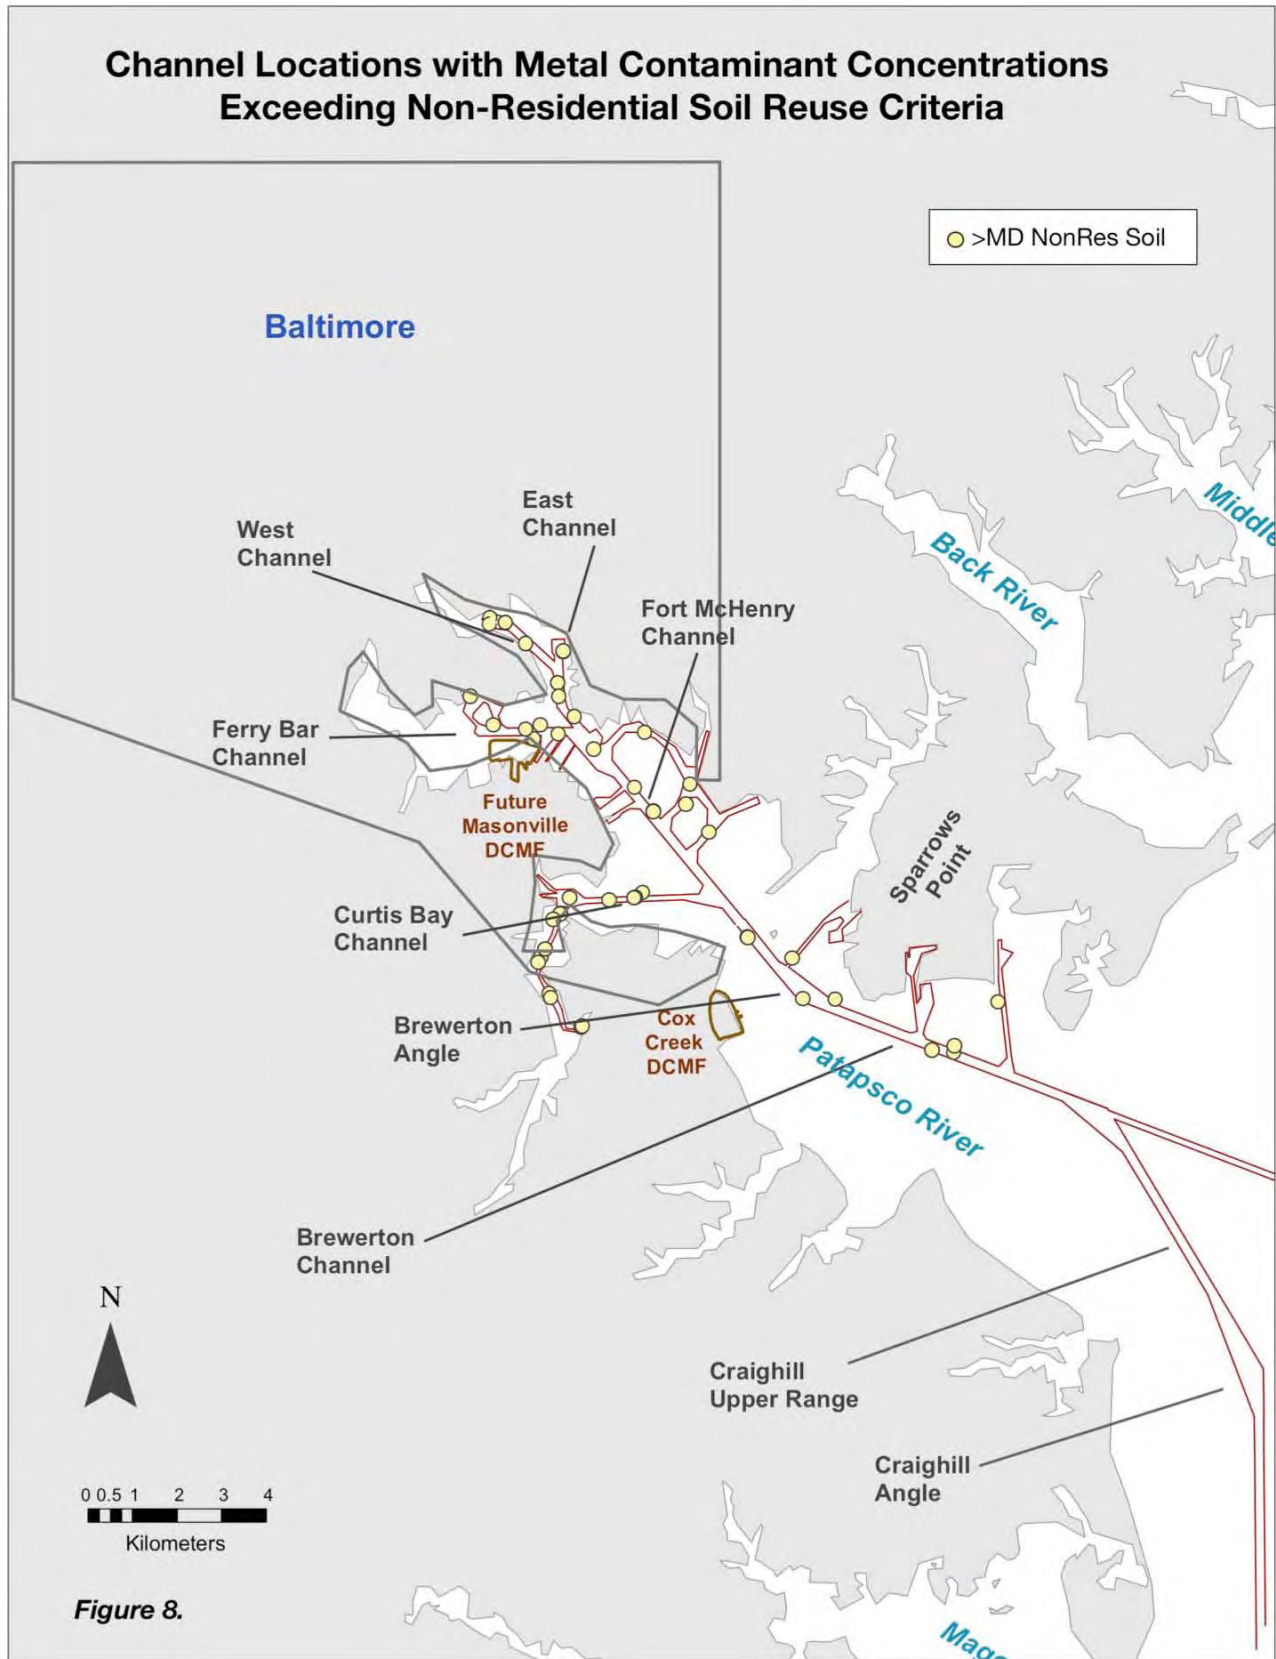 Channel Locations with Metal Contaminant Concentrations
Exceeding Non-Residential Soil Reuse Criteria
>MD NonRes Soil
Baltimore
Middle
Back River
East
Channel
West
Channel
Fort McHenry
Channel
Ferry Bar
Channel
Future
Masonville
DCMF
Sparrows
Point
Curtis Bay
Channel
Brewerton
Angle
Cox
Creek
DCMF
Patapsco River
Brewerton
Channel
N
Craighill
Upper Range
Craighill
Angle
0 0.5 1 2 3 4
Kilometers
Figure 8.